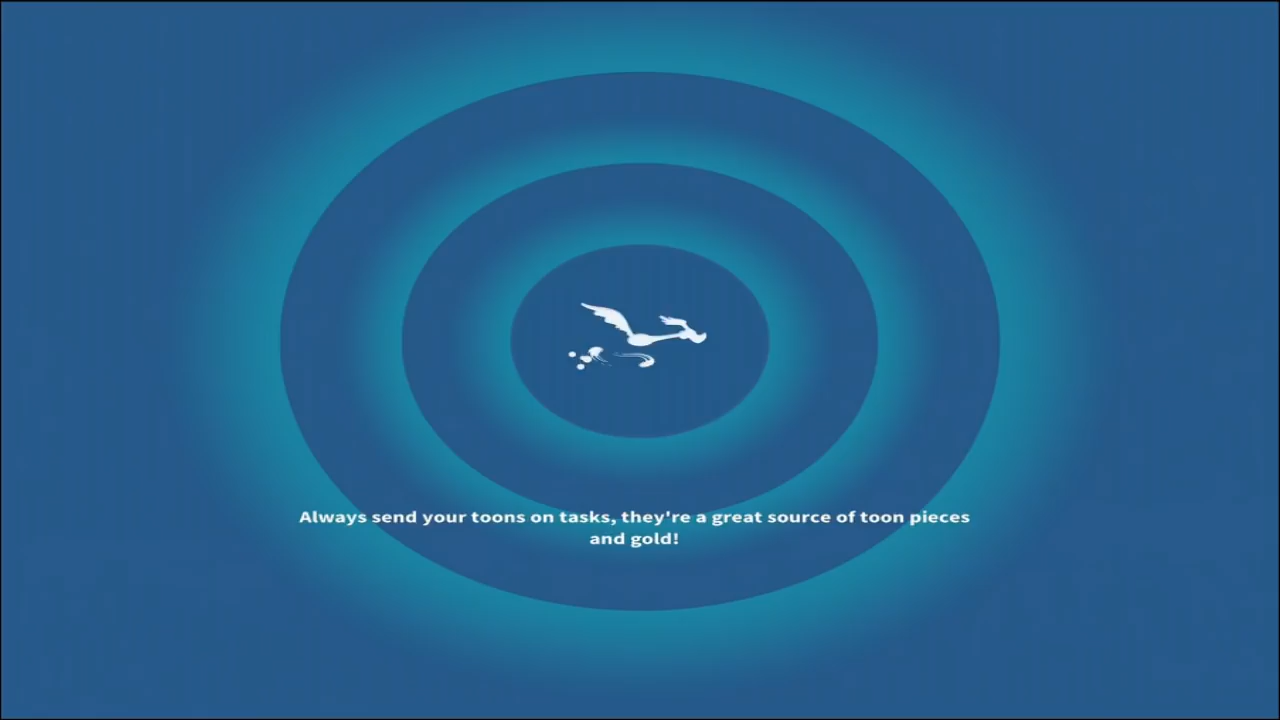 Always send your toons on tasks, they're a great source of toon pieces
and gold!